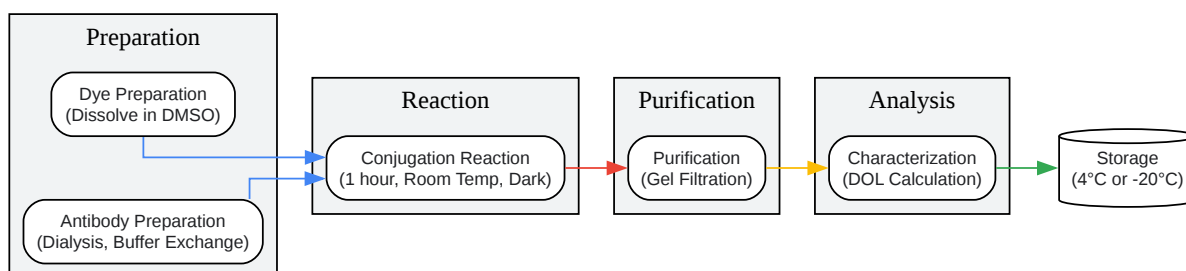 Preparation
Dye Preparation
(Dissolve in DMSO)
Antibody Preparation
(Dialysis, Buffer Exchange)
Reaction
Conjugation Reaction
(1 hour, Room Temp, Dark)
Purification
Purification
(Gel Filtration)
Analysis
Characterization
(DOL Calculation)
Storage
(4°C or -20°C)